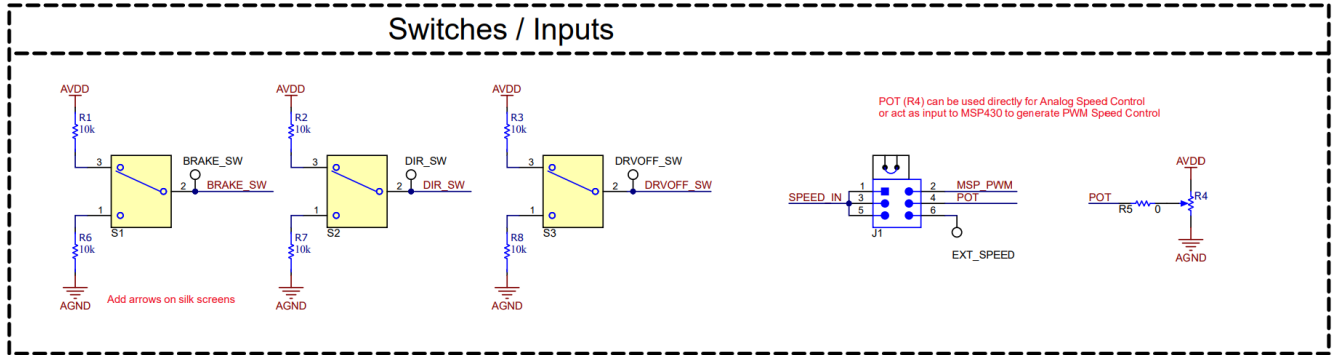 Switches / Inputs
AVDD
R1
10k
3
1
2
BRAKE_SW
BRAKE_SW
S1
R6
10k
AGND
Add arrows on silk screens
AVDD
R2
10k
3
1
2
DIR_SW
DIR_SW
S2
R7
10k
AGND
AVDD
R3
10k
3
1
2
DRVOFF_SW
DRVOFF_SW
S3
R8
10k
AGND
POT (R4) can be used directly for Analog Speed Control
or act as input to MSP430 to generate PWM Speed Control
SPEED_IN
1
3
5
2
4
6
MSP_PWM
POT
J1
EXT_SPEED
POT
R5
0
AVDD
R4
AGND